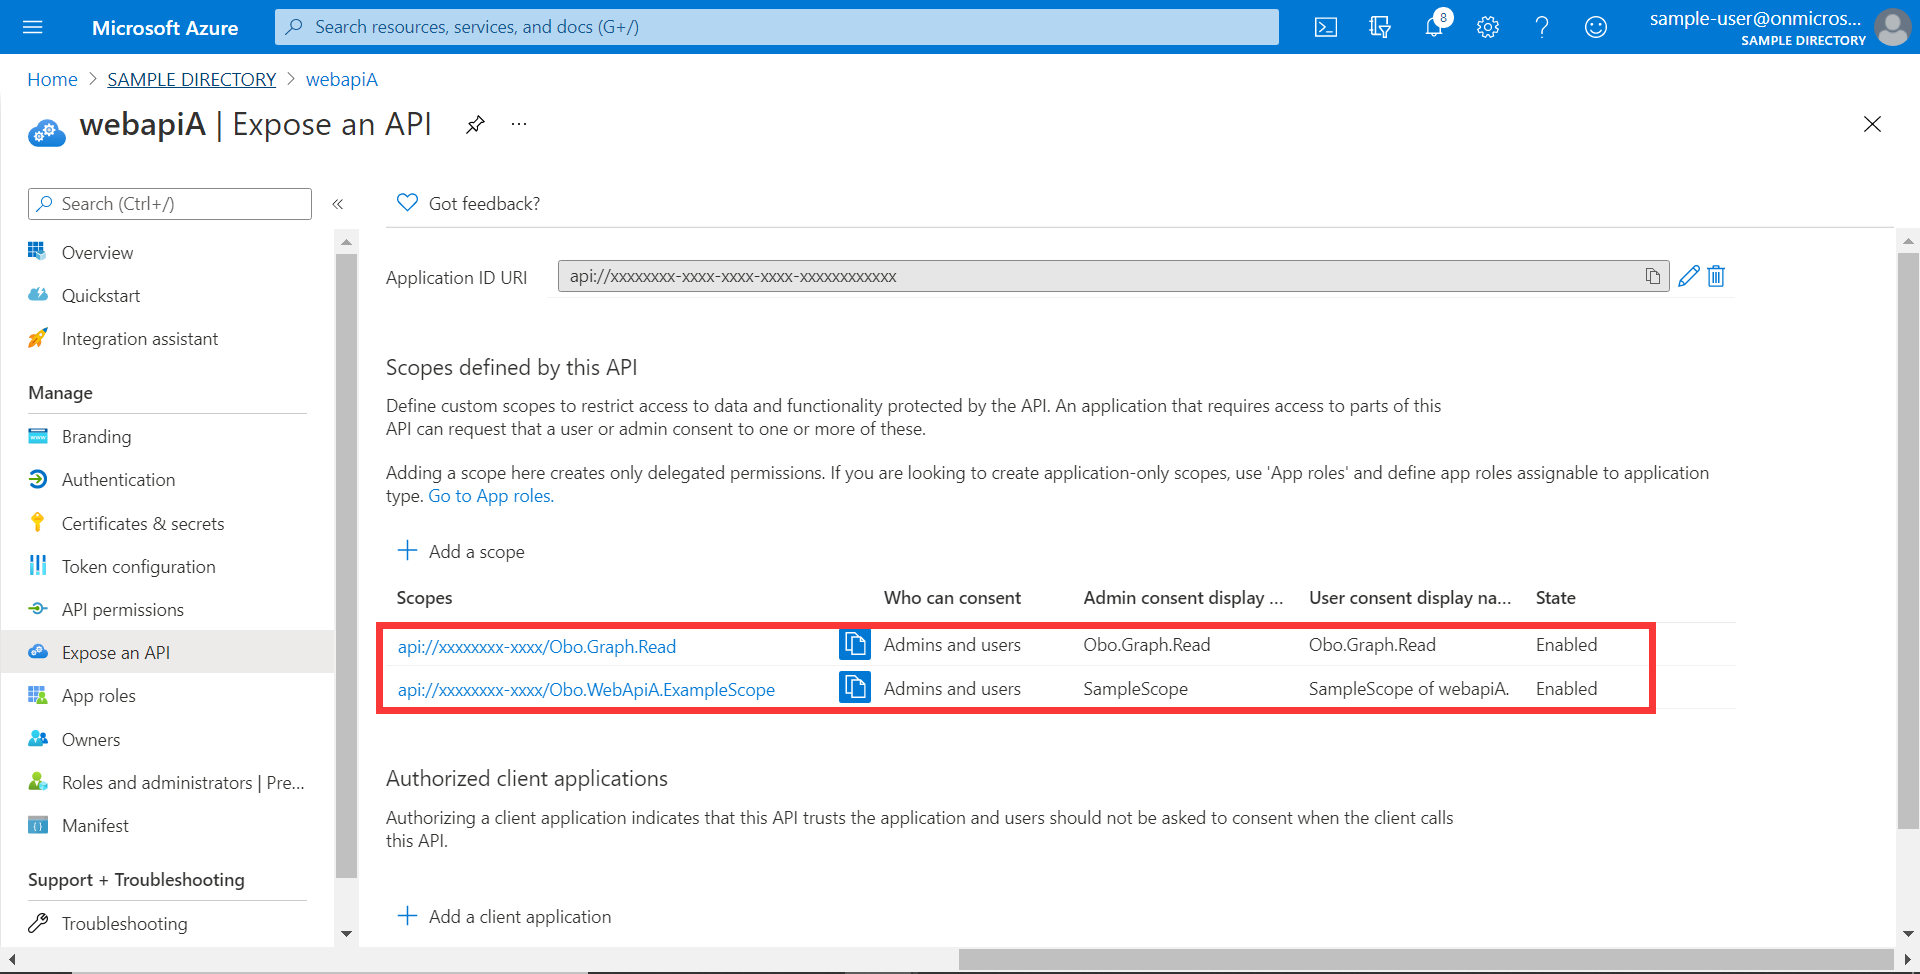 Microsoft Azure
Search resources, services, and docs (G+/)
8
sample-user@onmicros...
SAMPLE DIRECTORY
Home > SAMPLE DIRECTORY > webapiA
webapiA | Expose an API
...
Search (Ctrl+/)
«
Got feedback?
Overview
Quickstart
Integration assistant
Manage
Branding
Authentication
Certificates & secrets
Token configuration
API permissions
Expose an API
App roles
Owners
Roles and administrators | Pre...
Manifest
Support + Troubleshooting
Troubleshooting
Application ID URI
api://xxxxxxxx-xxxx-xxxx-xxxx-xxxxxxxxxxxx
Scopes defined by this API
Define custom scopes to restrict access to data and functionality protected by the API. An application that requires access to parts of this
API can request that a user or admin consent to one or more of these.
Adding a scope here creates only delegated permissions. If you are looking to create application-only scopes, use 'App roles' and define app roles assignable to application
type. Go to App roles.
Add a scope
Scopes Who can consent Admin consent display ... User consent display na... State
api://xxxxxxxx-xxxx/Obo.Graph.Read Admins and users Obo.Graph.Read Obo.Graph.Read Enabled
api://xxxxxxxx-xxxx/Obo.WebApiA.ExampleScope Admins and users SampleScope SampleScope of webapiA. Enabled
Authorized client applications
Authorizing a client application indicates that this API trusts the application and users should not be asked to consent when the client calls
this API.
Add a client application